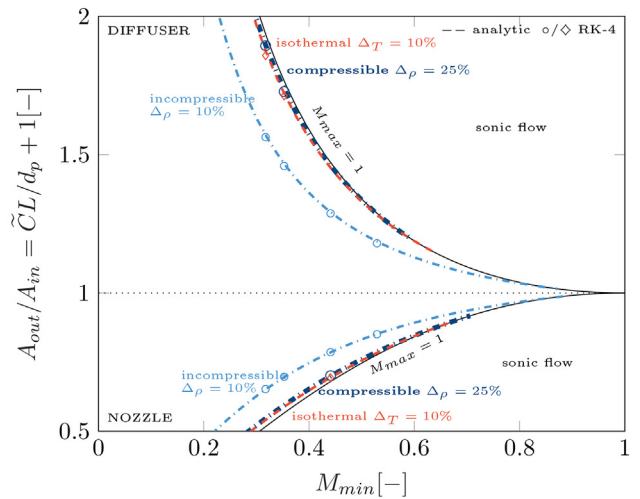 2
DIFFUSER
analytic ○/◇ RK-4
isothermal Δ_T = 10%
compressible Δ_ρ = 25%
incompressible
Δ_ρ = 10%
M_max = 1
sonic flow
1.5
A_out/A_in = C̃L/d_p + 1[−]
1
incompressible
Δ_ρ = 10%
M_max = 1
sonic flow
compressible Δ_ρ = 25%
NOZZLE
isothermal Δ_T = 10%
0.5
0 0.2 0.4 0.6 0.8 1
M_min[−]